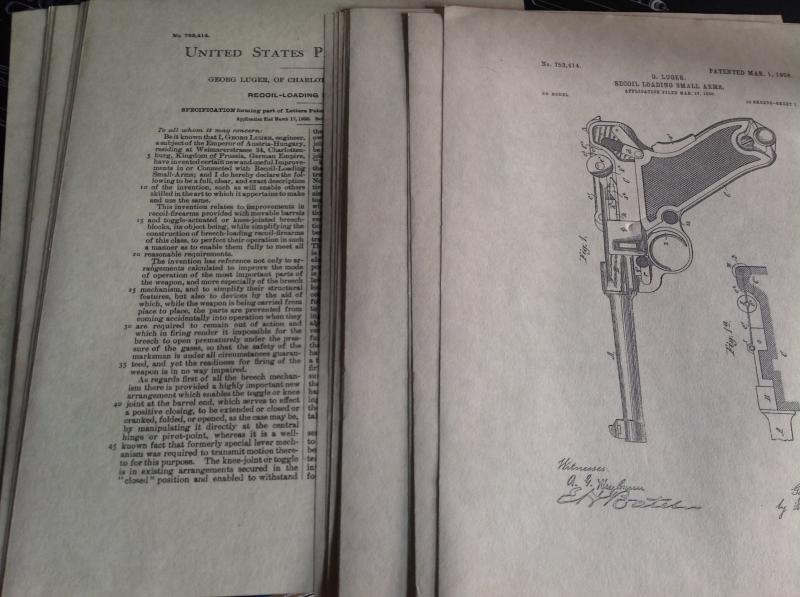 No. 753,414.
UNITED STATES P
GEORG LUGER, OF CHARLOT
RECOIL-LOADING
SPECIFICATION forming part of Letters Pate
Application filed March 17, 1900.
To all whom it may concern:
Be it known that I, GEORG LUGER, engineer,
a subject of the Emperor of Austria-Hungary,
residing at Weimarerstrasse 34, Charlotten-
5 burg, Kingdom of Prussia, German Empire,
have invented certain new and useful Improve-
ments in or Connected with Recoil-Loading
Small-Arms; and I do hereby declare the fol-
lowing to be a full, clear, and exact description
10 of the invention, such as will enable others
skilled in the art to which it appertains to make
and use the same.
This invention relates to improvements in
recoil-firearms provided with movable barrels
15 and toggle-actuated or knee-jointed breech-
blocks, its object being, while simplifying the
construction of breech-loading recoil-firearms
of this class, to perfect their operation in such
a manner as to enable them fully to meet all
20 reasonable requirements.
The invention has reference not only to ar-
rangements calculated to improve the mode
of operation of the most important parts of
the weapon, and more especially of the breech
25 mechanism, and to simplify their structural
features, but also to devices by the aid of
which, while the weapon is being carried from
place to place, the parts are prevented from
coming accidentally into operation when they
30 are required to remain out of action and
which in firing render it impossible for the
breech to open prematurely under the pres-
sure of the gases, so that the safety of the
marksman is under all circumstances guaran-
35 teed, and yet the readiness for firing of the
weapon is in no way impaired.
As regards first of all the breech mechan-
ism there is provided a highly important new
arrangement which enables the toggle or knee
40 joint at the barrel end, which serves to effect
a positive closing, to be extended or closed or
cranked, folded, or opened, as the case may be,
by manipulating it directly at the central
hinge or pivot-point, whereas it is a well-
45 known fact that formerly special lever mech-
anism was required to transmit motion there-
to for this purpose. The knee-joint or toggle
is in existing arrangements secured in the
"closed" position and enabled to withstand
No. 753,414.
PATENTED MAR. 1, 1904.
G. LUGER.
RECOIL LOADING SMALL ARMS.
APPLICATION FILED MAR. 17, 1900.
NO MODEL.
Fig. 1.
Fig. 1a.
Witnesses.
by